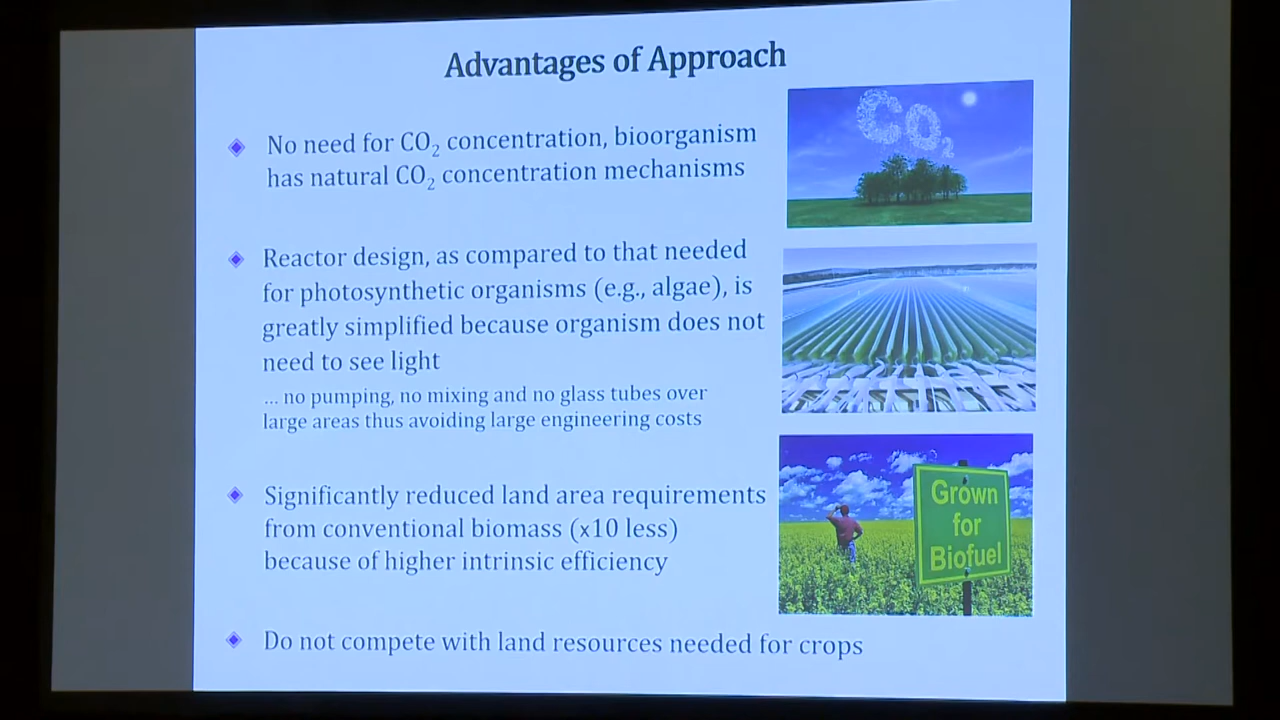 Advantages of Approach
No need for CO₂ concentration, bioorganism
has natural CO₂ concentration mechanisms
CO₂
Reactor design, as compared to that needed
for photosynthetic organisms (e.g., algae), is
greatly simplified because organism does not
need to see light
... no pumping, no mixing and no glass tubes over
large areas thus avoiding large engineering costs
Significantly reduced land area requirements
from conventional biomass (x10 less)
because of higher intrinsic efficiency
Grown
for
Biofuel
Do not compete with land resources needed for crops